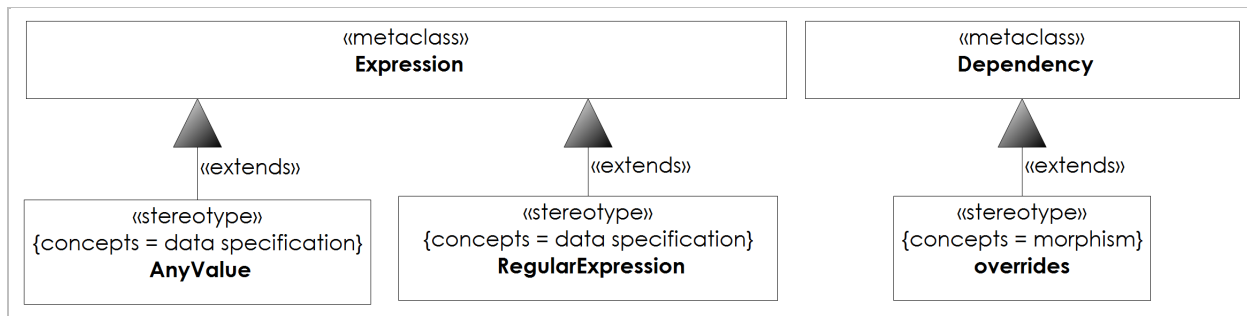 «metaclass»
Expression
«metaclass»
Dependency
«extends»
«extends»
«extends»
«stereotype»
{concepts = data specification}
AnyValue
«stereotype»
{concepts = data specification}
RegularExpression
«stereotype»
{concepts = morphism}
overrides